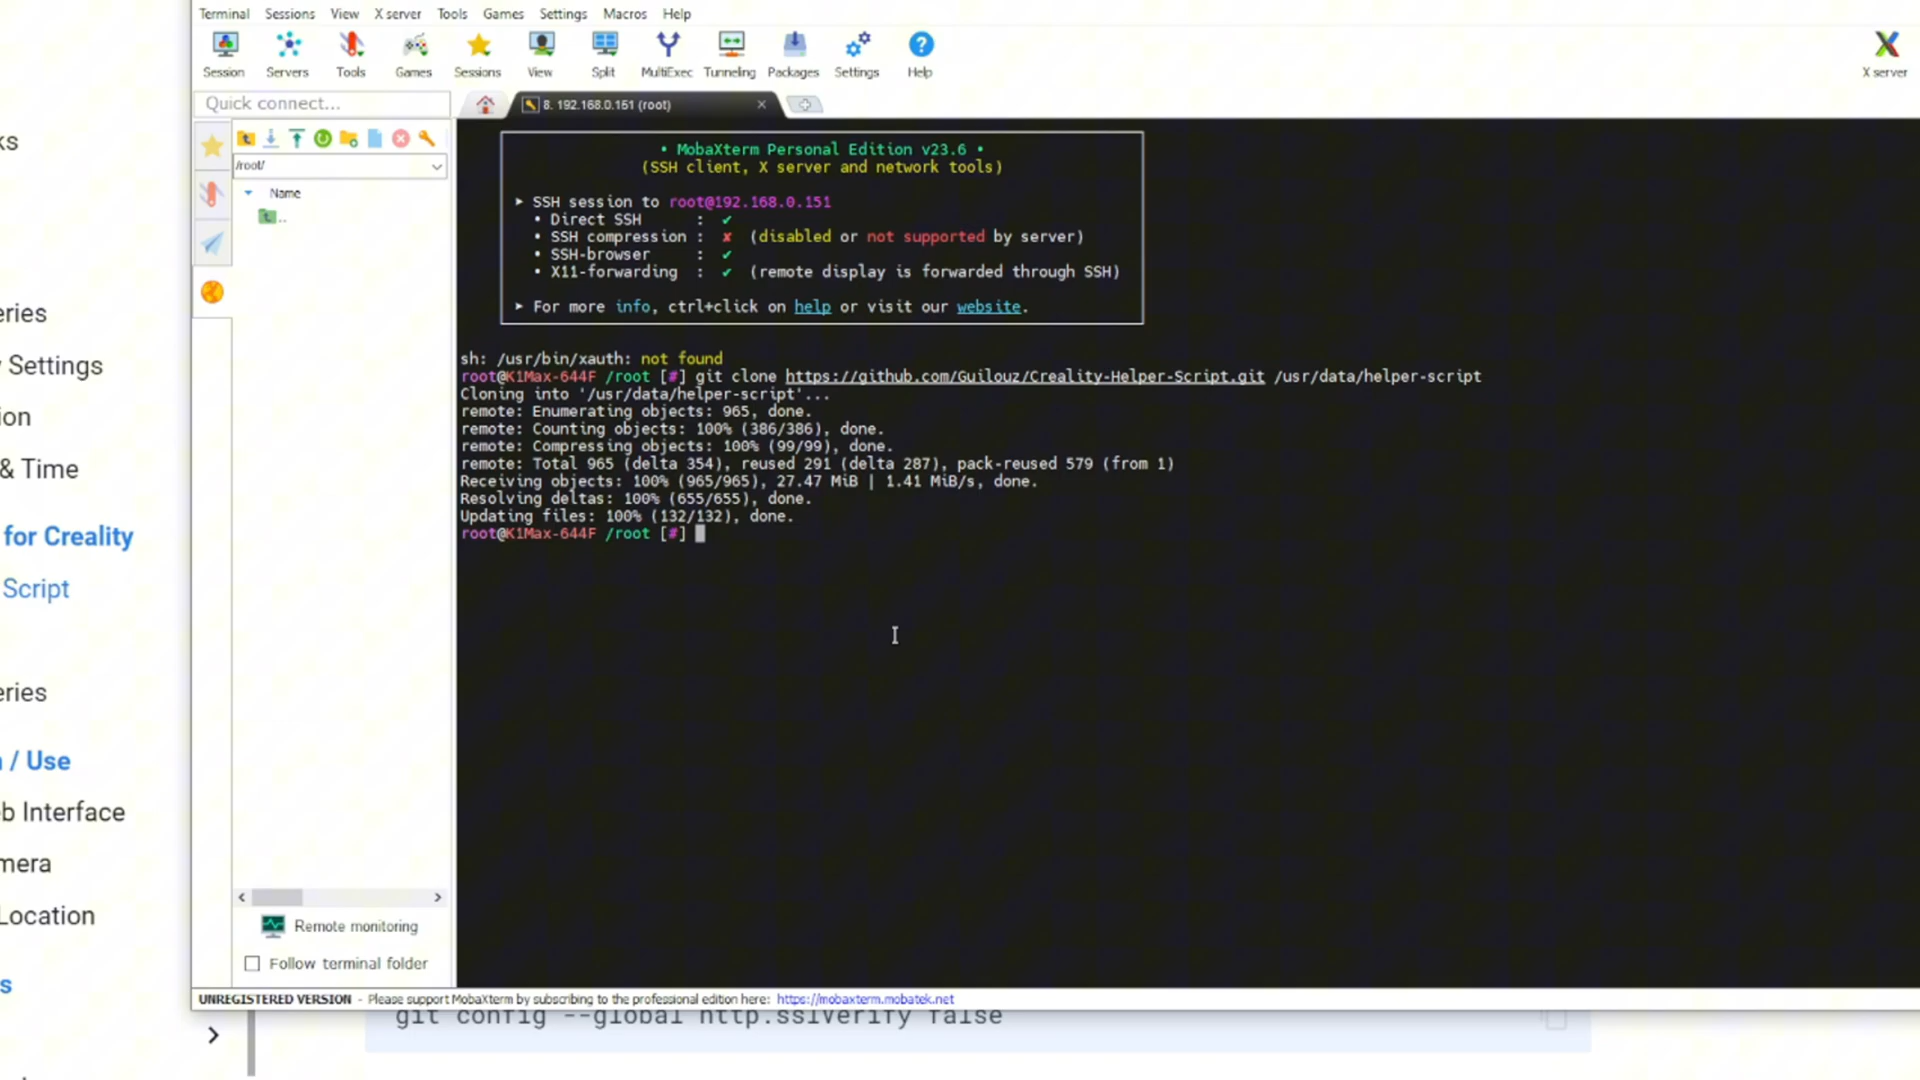 Terminal Sessions View X server Tools Games Settings Macros Help
Session Servers Tools Games Sessions View Split MultiExec Tunneling Packages Settings Help
X server
Quick connect...
8. 192.168.0.151 (root)
/root/
Name
..
• MobaXterm Personal Edition v23.6 •
(SSH client, X server and network tools)
▸ SSH session to root@192.168.0.151
• Direct SSH : ✔
• SSH compression : ✘ (disabled or not supported by server)
• SSH-browser : ✔
• X11-forwarding : ✔ (remote display is forwarded through SSH)
▸ For more info, ctrl+click on help or visit our website.
sh: /usr/bin/xauth: not found
root@K1Max-644F /root [#] git clone https://github.com/Guilouz/Creality-Helper-Script.git /usr/data/helper-script
Cloning into '/usr/data/helper-script'...
remote: Enumerating objects: 965, done.
remote: Counting objects: 100% (386/386), done.
remote: Compressing objects: 100% (99/99), done.
remote: Total 965 (delta 354), reused 291 (delta 287), pack-reused 579 (from 1)
Receiving objects: 100% (965/965), 27.47 MiB | 1.41 MiB/s, done.
Resolving deltas: 100% (655/655), done.
Updating files: 100% (132/132), done.
root@K1Max-644F /root [#]
Remote monitoring
Follow terminal folder
UNREGISTERED VERSION - Please support MobaXterm by subscribing to the professional edition here: https://mobaxterm.mobatek.net
git config --global http.sslVerify false
ks
eries
Settings
ion
& Time
for Creality
Script
eries
/ Use
b Interface
mera
Location
s